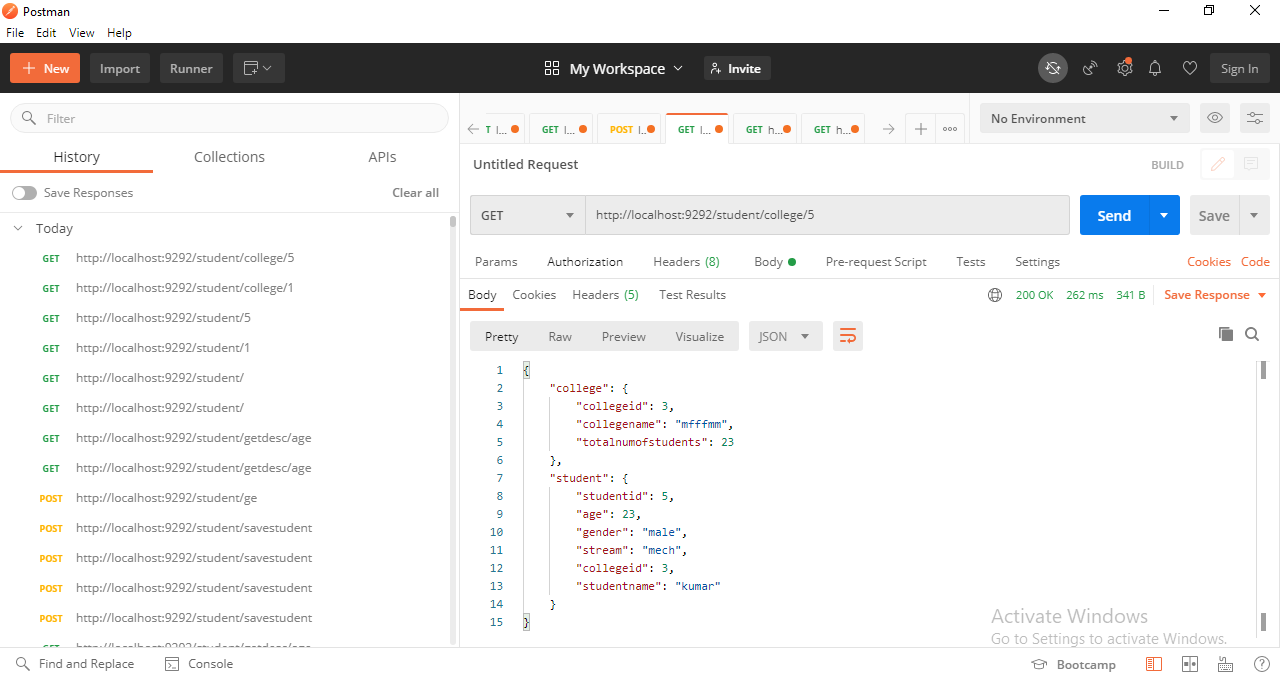 Postman
File Edit View Help
New Import Runner My Workspace Invite Sign In
Filter
History Collections APIs
Save Responses Clear all
Today
GET http://localhost:9292/student/college/5
GET http://localhost:9292/student/college/1
GET http://localhost:9292/student/5
GET http://localhost:9292/student/1
GET http://localhost:9292/student/
GET http://localhost:9292/student/
GET http://localhost:9292/student/getdesc/age
GET http://localhost:9292/student/getdesc/age
POST http://localhost:9292/student/ge
POST http://localhost:9292/student/savestudent
POST http://localhost:9292/student/savestudent
POST http://localhost:9292/student/savestudent
POST http://localhost:9292/student/savestudent
GET http://localhost:9292/student/getdesc/age
T l... GET l... POST l... GET l... GET h... GET h... No Environment
Untitled Request BUILD
GET http://localhost:9292/student/college/5 Send Save
Params Authorization Headers (8) Body Pre-request Script Tests Settings Cookies Code
Body Cookies Headers (5) Test Results 200 OK 262 ms 341 B Save Response
Pretty Raw Preview Visualize JSON
1 {
2 "college": {
3 "collegeid": 3,
4 "collegename": "mfffmm",
5 "totalnumofstudents": 23
6 },
7 "student": {
8 "studentid": 5,
9 "age": 23,
10 "gender": "male",
11 "stream": "mech",
12 "collegeid": 3,
13 "studentname": "kumar"
14 }
15 }
Activate Windows
Go to Settings to activate Windows.
Find and Replace Console Bootcamp